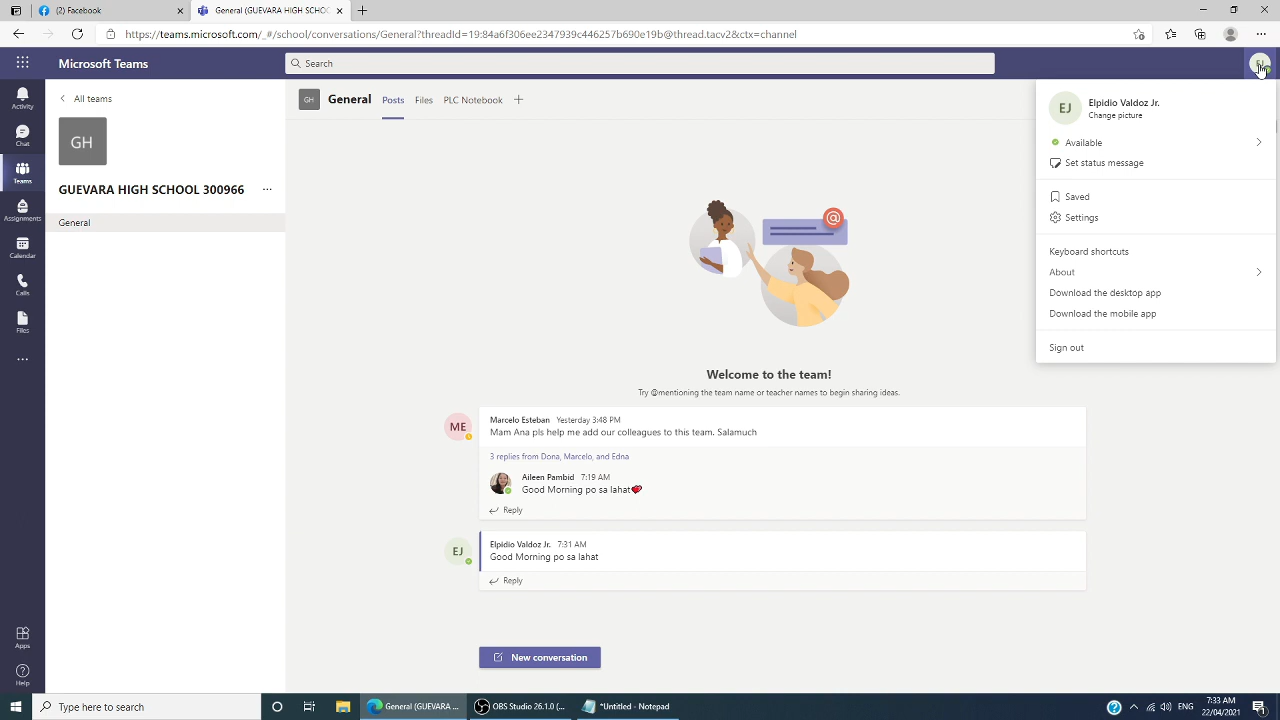 (2) Facebook
General (GUEVARA HIGH SCHOO
https://teams.microsoft.com/_#/school/conversations/General?threadId=19:84a6f306ee2347939c446257b690e19b@thread.tacv2&ctx=channel
Microsoft Teams
Search
Activity
Chat
Teams
Assignments
Calendar
Calls
Files
...
Apps
Help
All teams
GH
GUEVARA HIGH SCHOOL 300966
...
General
GH
General
Posts
Files
PLC Notebook
@
Welcome to the team!
Try @mentioning the team name or teacher names to begin sharing ideas.
ME
Marcelo Esteban Yesterday 3:48 PM
Mam Ana pls help me add our colleagues to this team. Salamuch
3 replies from Dona, Marcelo, and Edna
Aileen Pambid 7:19 AM
Good Morning po sa lahat💕
Reply
EJ
Elpidio Valdoz Jr. 7:31 AM
Good Morning po sa lahat
Reply
New conversation
EJ
Elpidio Valdoz Jr.
Change picture
Available
Set status message
Saved
Settings
Keyboard shortcuts
About
Download the desktop app
Download the mobile app
Sign out
Type here to search
General (GUEVARA ...
OBS Studio 26.1.0 (...
*Untitled - Notepad
7:33 AM
22/04/2021